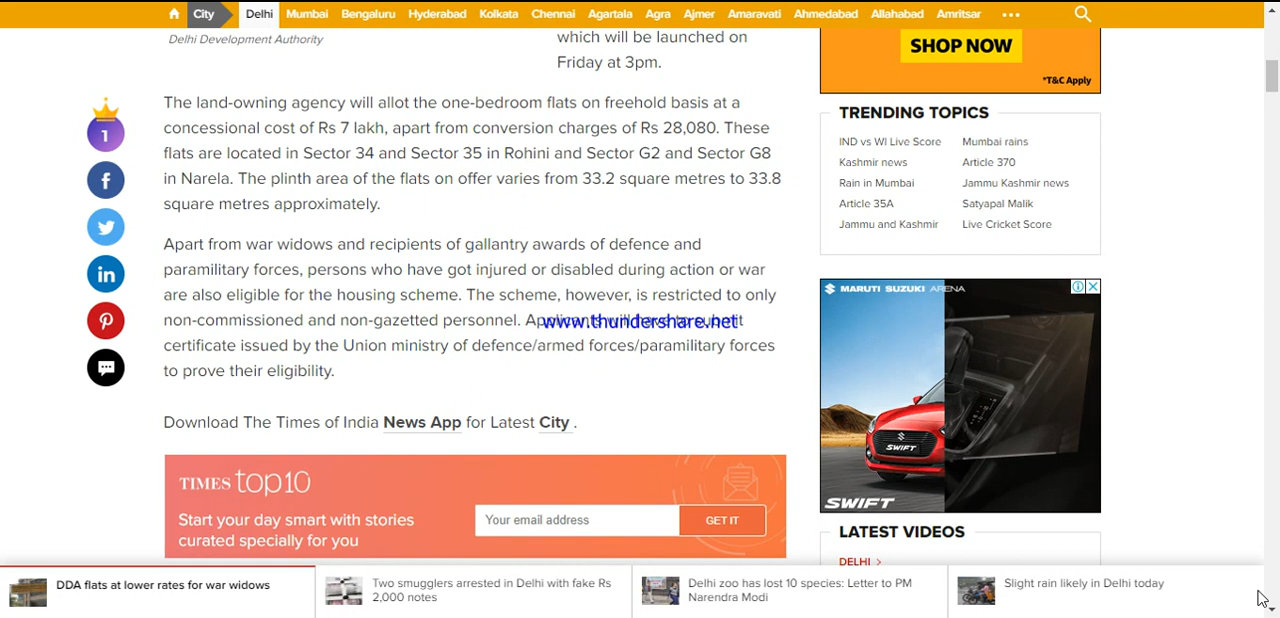 City
Delhi
Mumbai
Bengaluru
Hyderabad
Kolkata
Chennai
Agartala
Agra
Ajmer
Amaravati
Ahmedabad
Allahabad
Amritsar
Delhi Development Authority
which will be launched on
Friday at 3pm.
The land-owning agency will allot the one-bedroom flats on freehold basis at a
concessional cost of Rs 7 lakh, apart from conversion charges of Rs 28,080. These
flats are located in Sector 34 and Sector 35 in Rohini and Sector G2 and Sector G8
in Narela. The plinth area of the flats on offer varies from 33.2 square metres to 33.8
square metres approximately.
Apart from war widows and recipients of gallantry awards of defence and
paramilitary forces, persons who have got injured or disabled during action or war
are also eligible for the housing scheme. The scheme, however, is restricted to only
non-commissioned and non-gazetted personnel.
www.thundershare.net
certificate issued by the Union ministry of defence/armed forces/paramilitary forces
to prove their eligibility.
Download The Times of India News App for Latest City .
TIMES top10
Start your day smart with stories
curated specially for you
Your email address
GET IT
1
SHOP NOW
*T&C Apply
TRENDING TOPICS
IND vs WI Live Score
Mumbai rains
Kashmir news
Article 370
Rain in Mumbai
Jammu Kashmir news
Article 35A
Satyapal Malik
Jammu and Kashmir
Live Cricket Score
MARUTI SUZUKI ARENA
SWIFT
SWIFT
LATEST VIDEOS
DELHI
DDA flats at lower rates for war widows
Two smugglers arrested in Delhi with fake Rs
2,000 notes
Delhi zoo has lost 10 species: Letter to PM
Narendra Modi
Slight rain likely in Delhi today